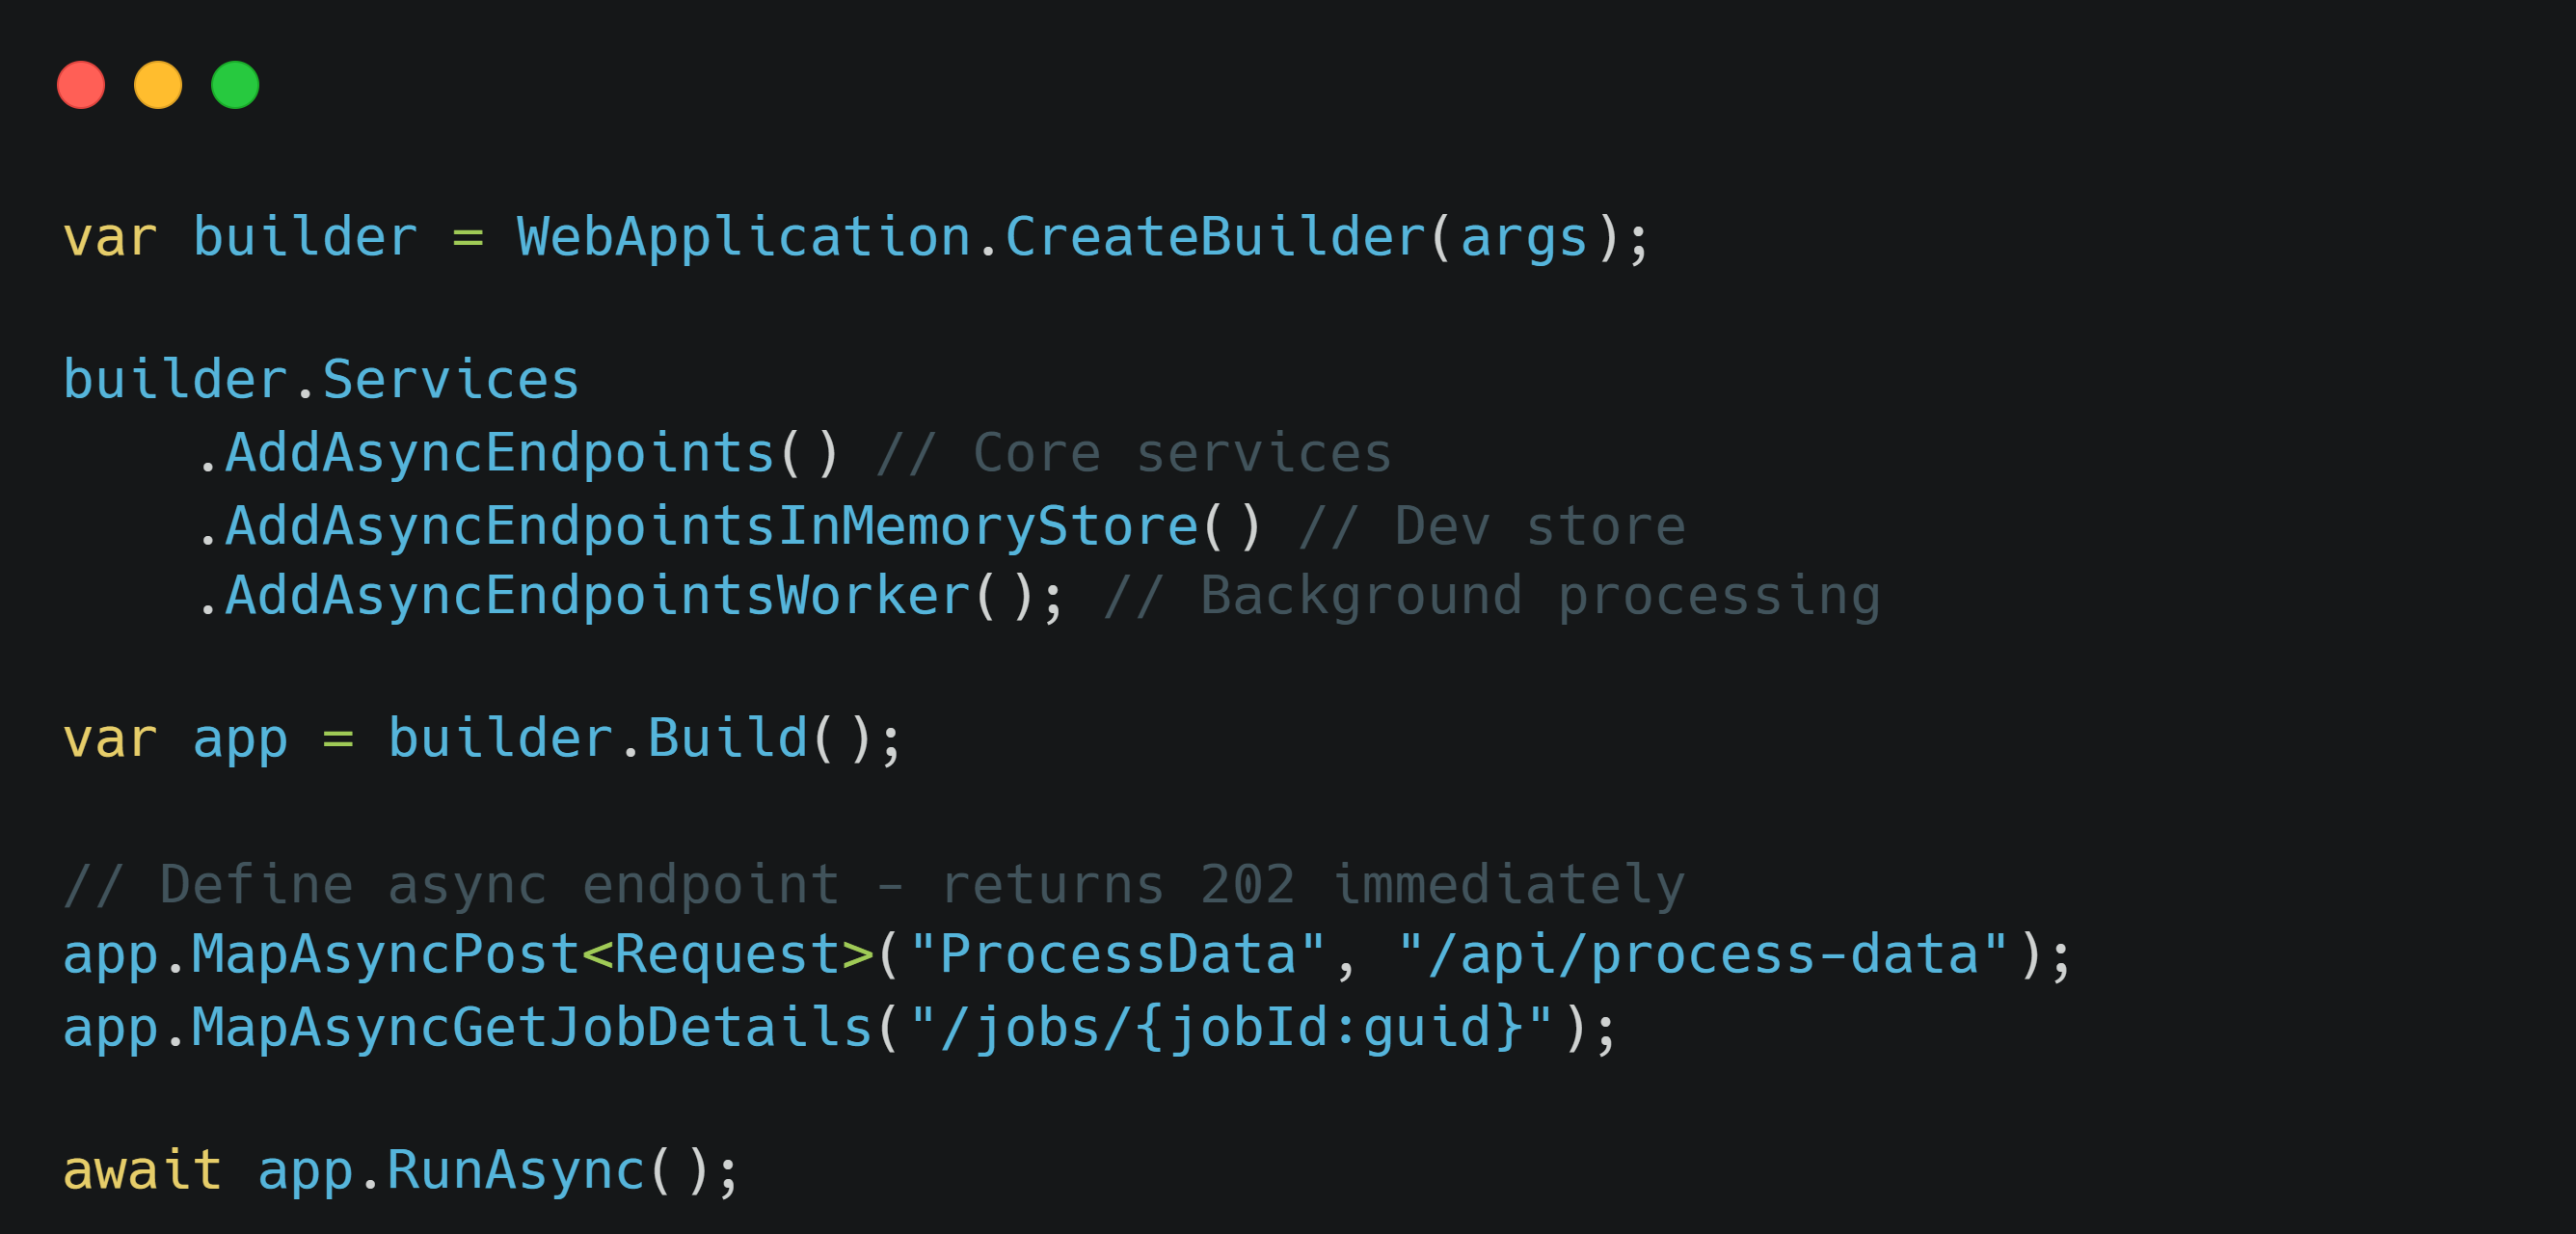 var builder = WebApplication.CreateBuilder(args);

builder.Services
    .AddAsyncEndpoints() // Core services
    .AddAsyncEndpointsInMemoryStore() // Dev store
    .AddAsyncEndpointsWorker(); // Background processing

var app = builder.Build();

// Define async endpoint - returns 202 immediately
app.MapAsyncPost<Request>("ProcessData", "/api/process-data");
app.MapAsyncGetJobDetails("/jobs/{jobId:guid}");

await app.RunAsync();